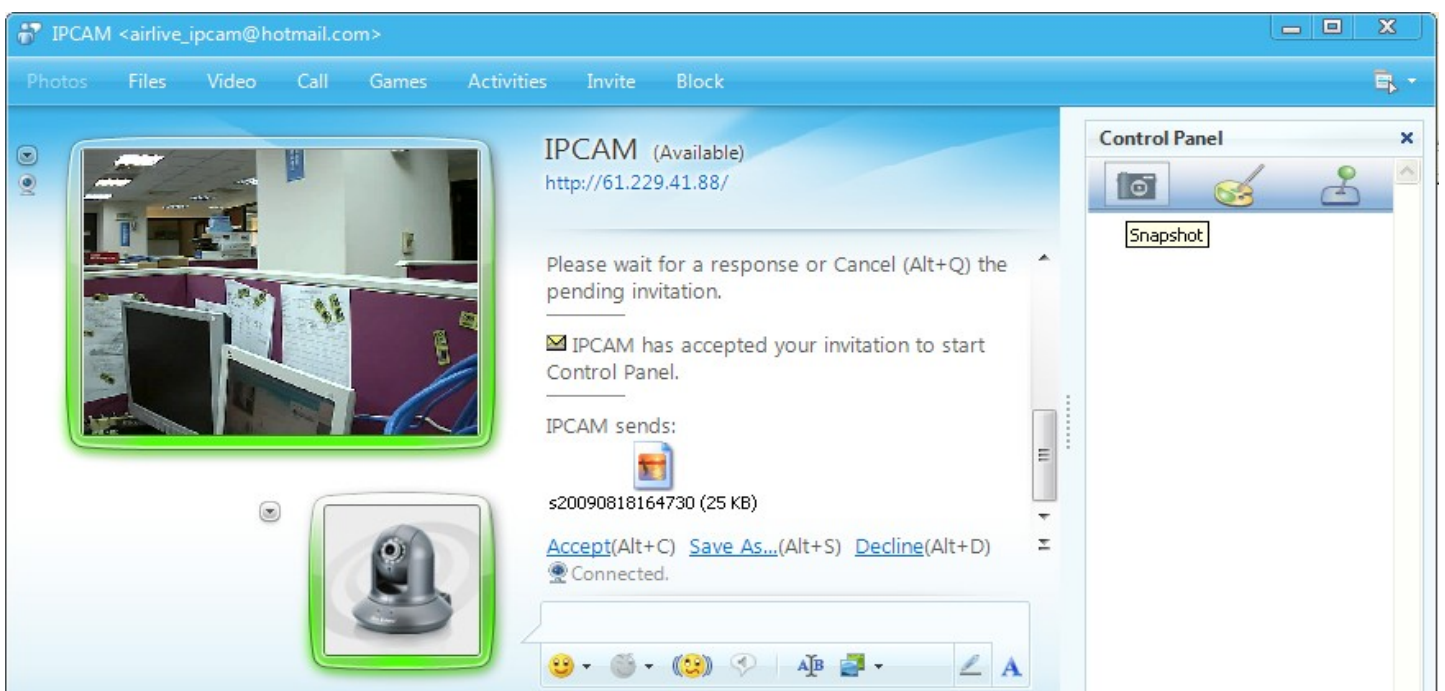 IPCAM <airlive_ipcam@hotmail.com>
Photos Files Video Call Games Activities Invite Block
IPCAM (Available)
http://61.229.41.88/
Please wait for a response or Cancel (Alt+Q) the
pending invitation.
IPCAM has accepted your invitation to start
Control Panel.
IPCAM sends:
s20090818164730 (25 KB)
Accept(Alt+C) Save As...(Alt+S) Decline(Alt+D)
Connected.
Control Panel
Snapshot